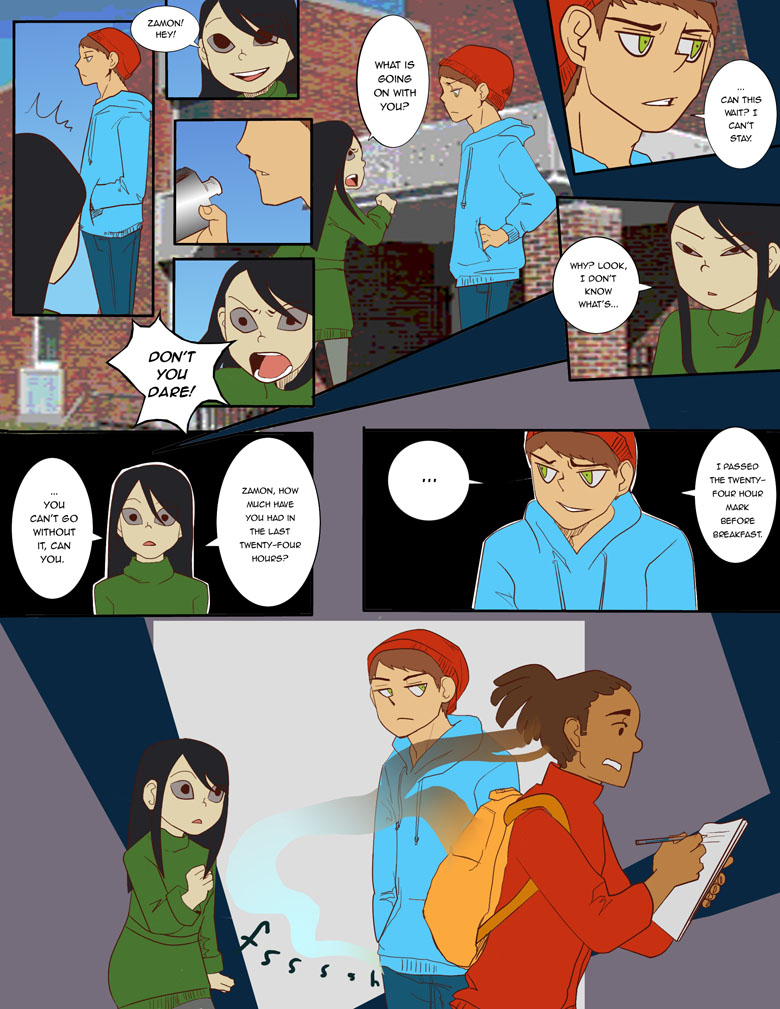 ZAMON!
HEY!
WHAT IS
GOING
ON WITH
YOU?
...
CAN THIS
WAIT? I
CAN'T
STAY.
DON'T
YOU
DARE!
WHY? LOOK,
I DON'T
KNOW
WHAT'S...
...
YOU
CAN'T GO
WITHOUT
IT, CAN
YOU.
ZAMON, HOW
MUCH HAVE
YOU HAD IN
THE LAST
TWENTY-FOUR
HOURS?
...
I PASSED
THE TWENTY-
FOUR HOUR
MARK
BEFORE
BREAKFAST.
fssssh